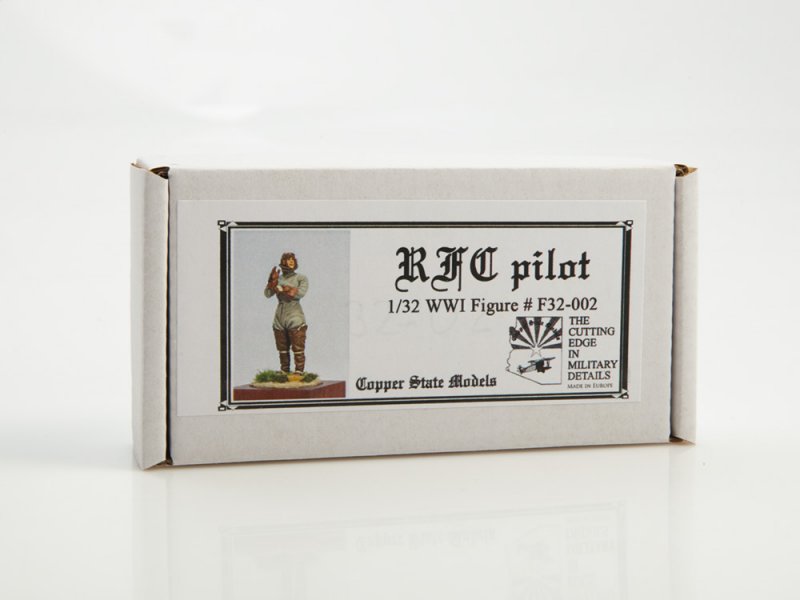 RFC pilot
1/32 WWI Figure # F32-002
THE
CUTTING
EDGE
IN
MILITARY
DETAILS
MADE IN EUROPE
Copper State Models